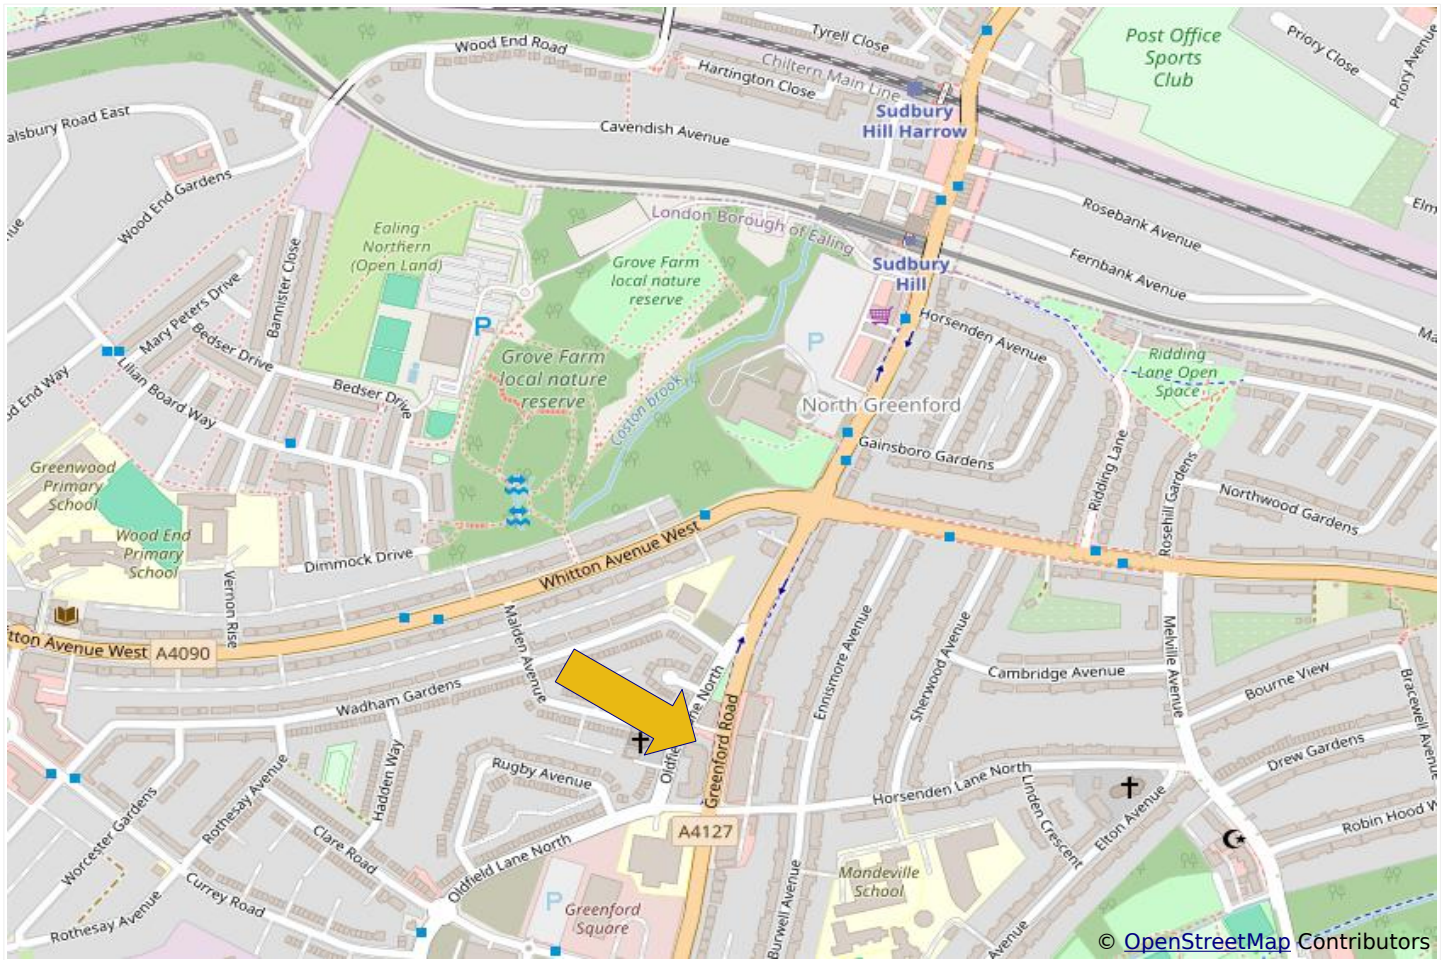 Wood End Road
Tyrell Close
Hartington Close
Chiltern Main Line
Post Office
Sports
Club
Priory Close
Priory Avenue
Sudbury
Hill Harrow
alsbury Road East
Cavendish Avenue
Wood End Gardens
Rosebank Avenue
Elm
nue
London Borough of Ealing
Ealing
Northern
(Open Land)
Bannister Close
Grove Farm
local nature
reserve
Sudbury
Hill
Fernbank Avenue
Mary Peters Drive
P
P
Horsenden Avenue
Ma
Bedser Drive
Bedser Drive
Grove Farm
local nature
reserve
Ridding
Lane Open
Space
d End Way
Lilian Board Way
Coston brook
North Greenford
Gainsboro Gardens
Ridding Lane
Rosehill Gardens
Northwood Gardens
Greenwood
Primary
School
Wood End
Primary
School
Dimmock Drive
Whitton Avenue West
Vernon Rise
Malden Avenue
Ennismore Avenue
Sherwood Avenue
Melville Avenue
tton Avenue West
A4090
Cambridge Avenue
Bourne View
Bracewell Avenue
Wadham Gardens
ne North
Oldfie
Greenford Road
Drew Gardens
Hadden Way
Rugby Avenue
Horsenden Lane North
Linden Crescent
Elton Avenue
Robin Hood W
Worcester Gardens
Rothesay Avenue
Clare Road
A4127
Oldfield Lane North
Currey Road
Rothesay Avenue
P
Greenford
Square
Burwell Avenue
Mandeville
School
Avenue
© OpenStreetMap Contributors